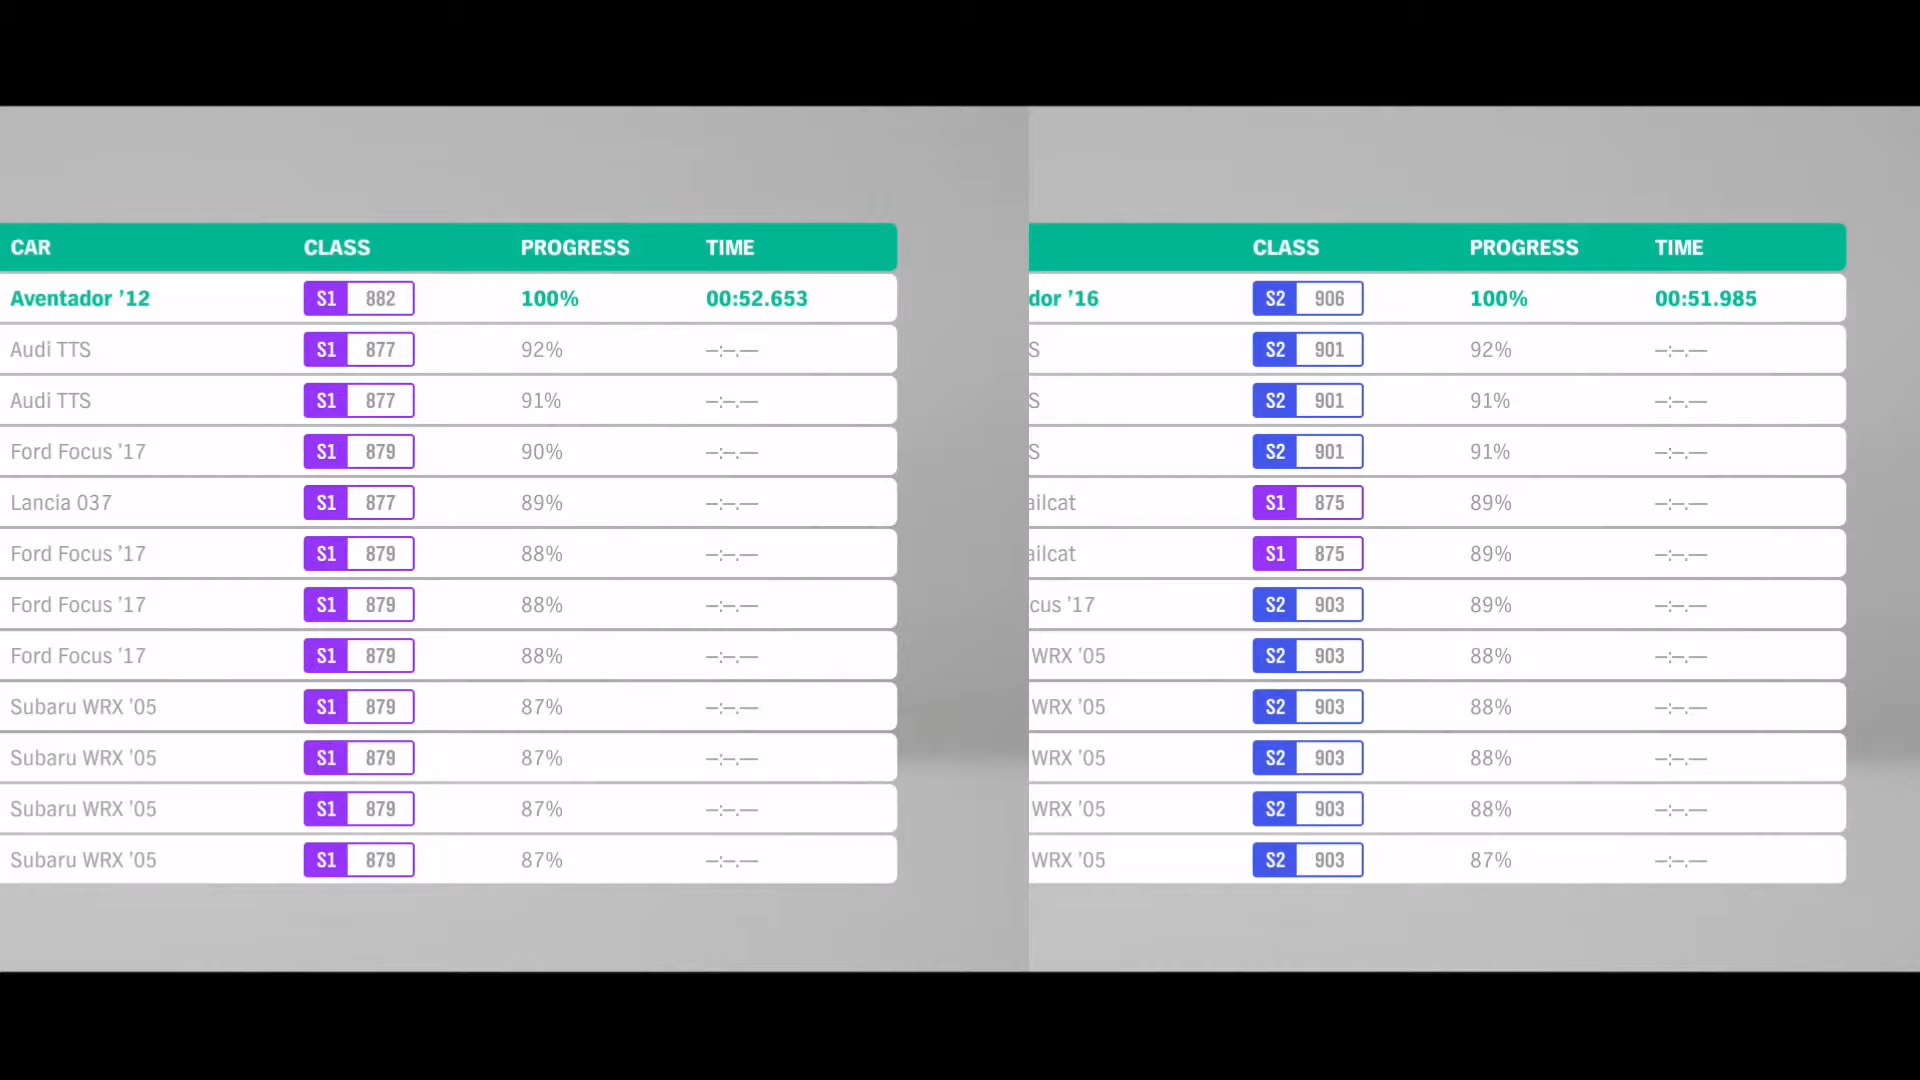 CAR CLASS PROGRESS TIME
Aventador ’12 S1 882 100% 00:52.653
Audi TTS S1 877 92% –:–.––
Audi TTS S1 877 91% –:–.––
Ford Focus ’17 S1 879 90% –:–.––
Lancia 037 S1 877 89% –:–.––
Ford Focus ’17 S1 879 88% –:–.––
Ford Focus ’17 S1 879 88% –:–.––
Ford Focus ’17 S1 879 88% –:–.––
Subaru WRX ’05 S1 879 87% –:–.––
Subaru WRX ’05 S1 879 87% –:–.––
Subaru WRX ’05 S1 879 87% –:–.––
Subaru WRX ’05 S1 879 87% –:–.––
CLASS PROGRESS TIME
dor ’16 S2 906 100% 00:51.985
S S2 901 92% –:–.––
S S2 901 91% –:–.––
S S2 901 91% –:–.––
ailcat S1 875 89% –:–.––
ailcat S1 875 89% –:–.––
cus ’17 S2 903 89% –:–.––
WRX ’05 S2 903 88% –:–.––
WRX ’05 S2 903 88% –:–.––
WRX ’05 S2 903 88% –:–.––
WRX ’05 S2 903 88% –:–.––
WRX ’05 S2 903 87% –:–.––